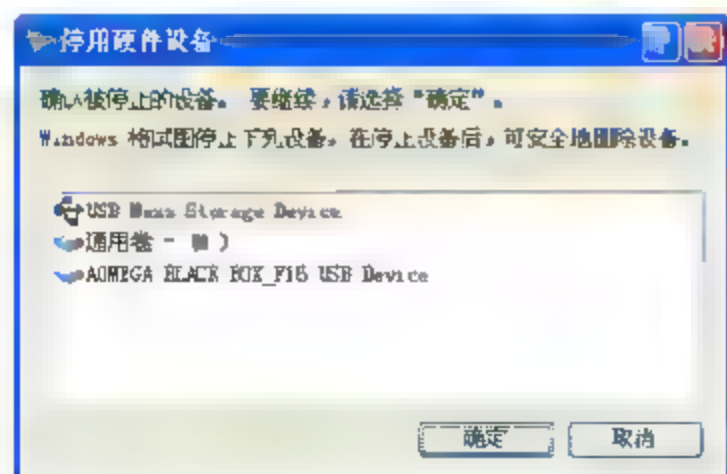 停用硬件设备
确认被停止的设备。 要继续，请选择“确定”。
Windows 将试图停止下列设备。在停止设备后，可安全地删除设备。
USB Mass Storage Device
通用卷 - )
BLACK BOX_F15 USB Device
确定
取消